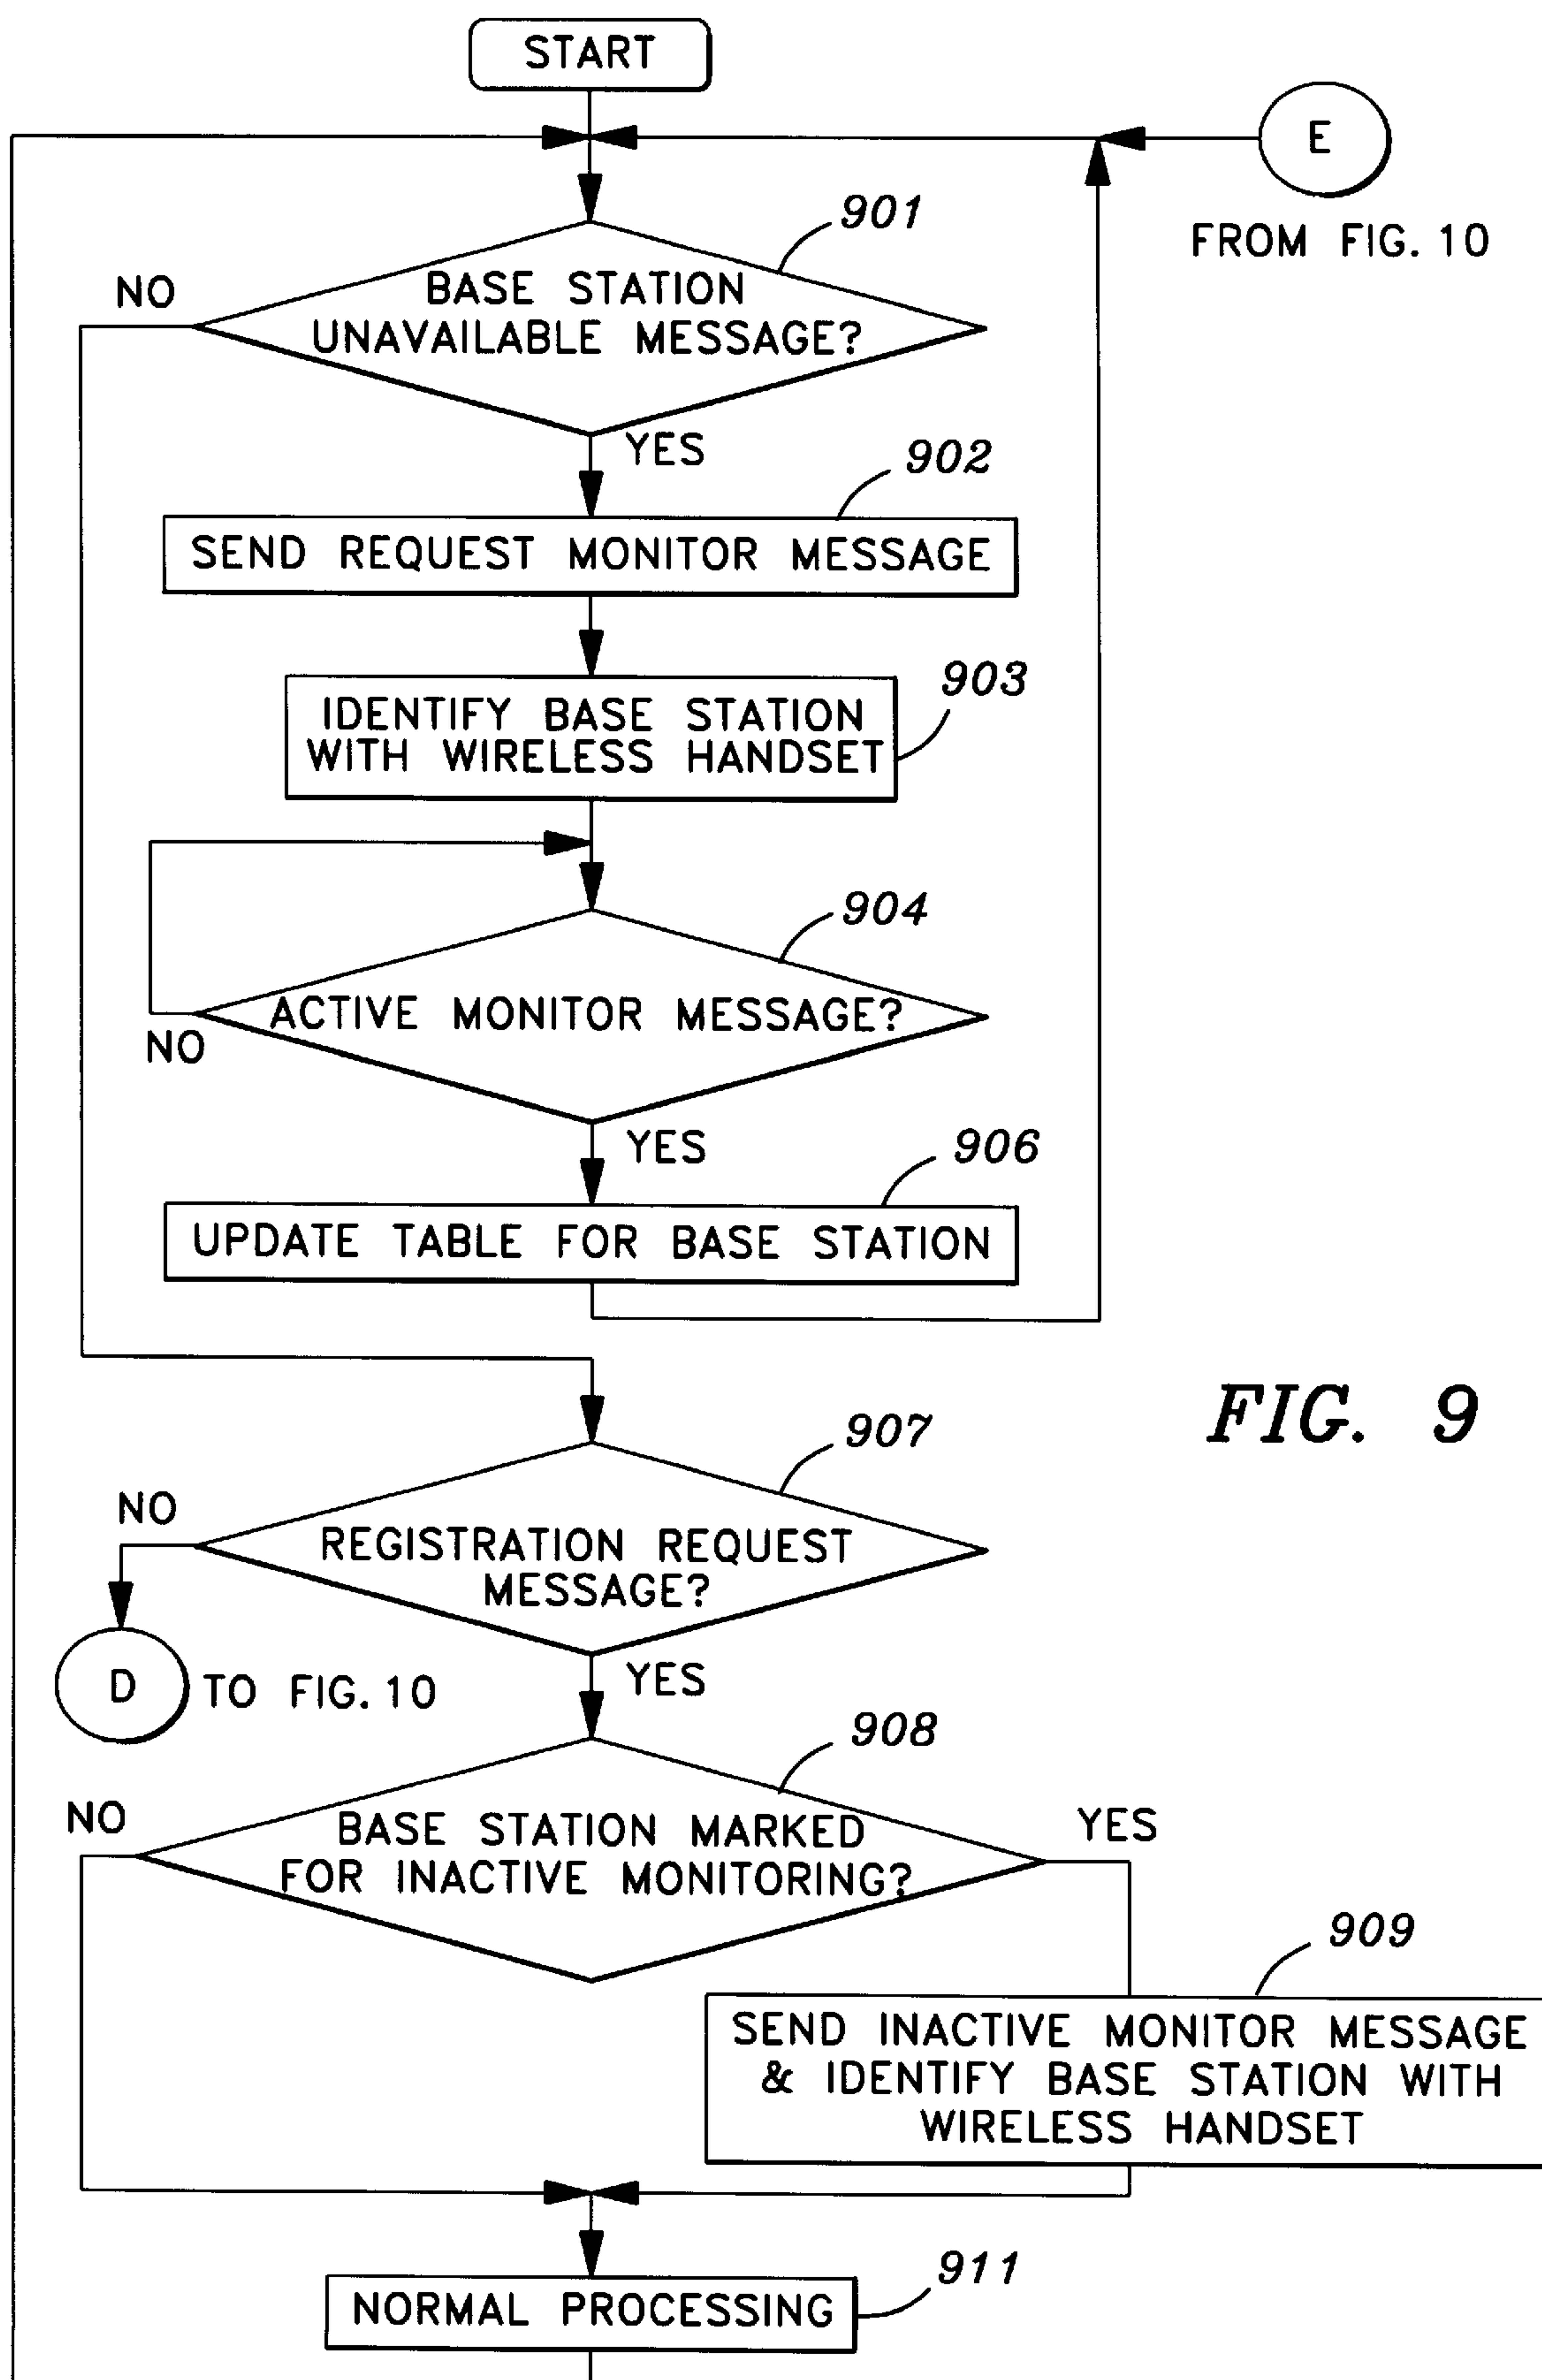 START
E
FROM FIG. 10
901
NO
BASE STATION
UNAVAILABLE MESSAGE?
YES
902
SEND REQUEST MONITOR MESSAGE
903
IDENTIFY BASE STATION
WITH WIRELESS HANDSET
904
ACTIVE MONITOR MESSAGE?
NO
YES
906
UPDATE TABLE FOR BASE STATION
FIG. 9
907
NO
REGISTRATION REQUEST
MESSAGE?
D
TO FIG. 10
YES
908
NO
BASE STATION MARKED
FOR INACTIVE MONITORING?
YES
909
SEND INACTIVE MONITOR MESSAGE
& IDENTIFY BASE STATION WITH
WIRELESS HANDSET
911
NORMAL PROCESSING